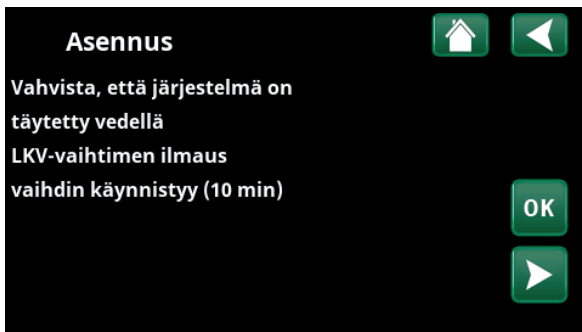 Asennus
Vahvista, että järjestelmä on
täytetty vedellä
LKV-vaihtimen ilmaus
vaihdin käynnistyy (10 min)
OK